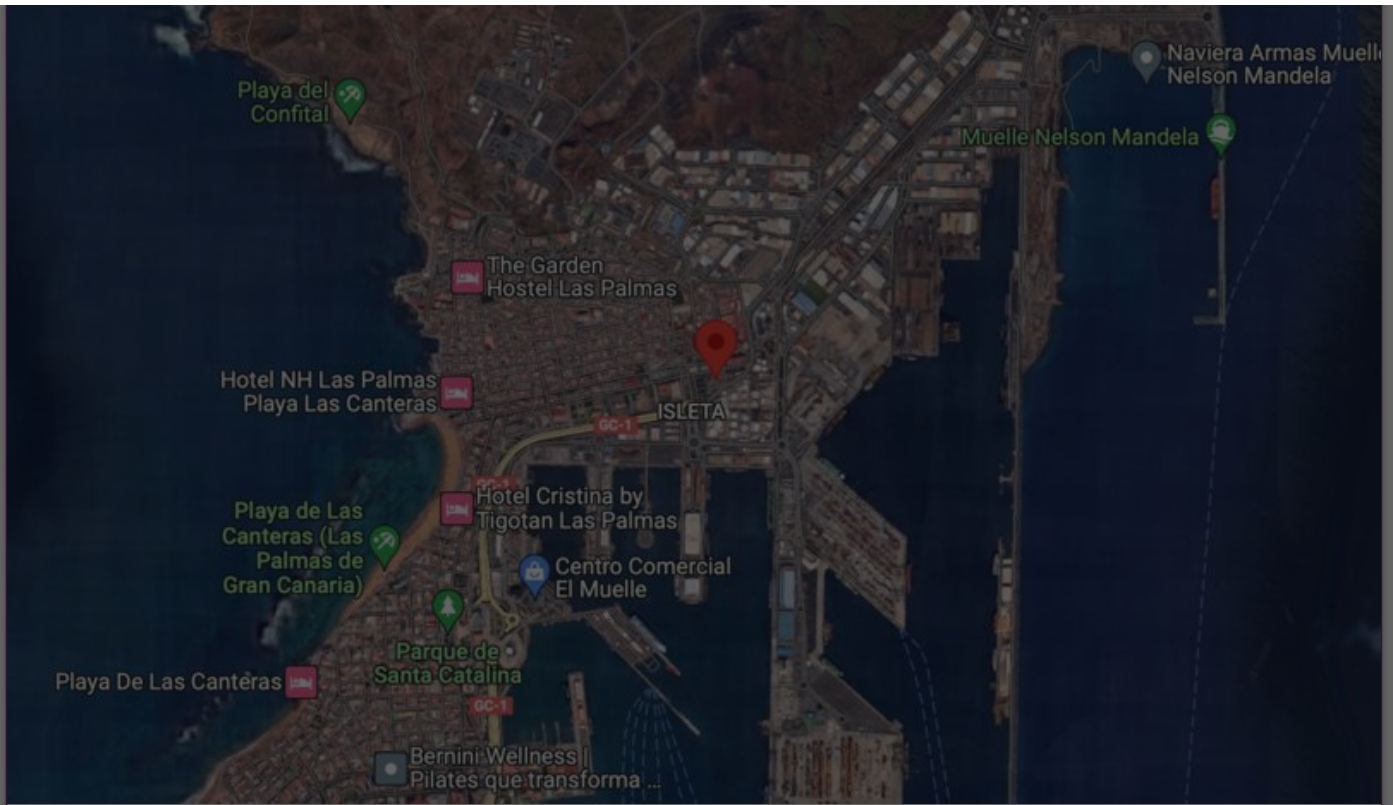 Naviera Armas Muell
Nelson Mandela
Playa del
Confital
Muelle Nelson Mandela
The Garden
Hostel Las Palmas
Hotel NH Las Palmas
Playa Las Canteras
ISLETA
GC-1
GC-1
Hotel Cristina by
Tigotan Las Palmas
Playa de Las
Canteras (Las
Palmas de
Gran Canaria)
Centro Comercial
El Muelle
Parque de
Santa Catalina
Playa De Las Canteras
GC-1
Bernini Wellness |
Pilates que transforma ...